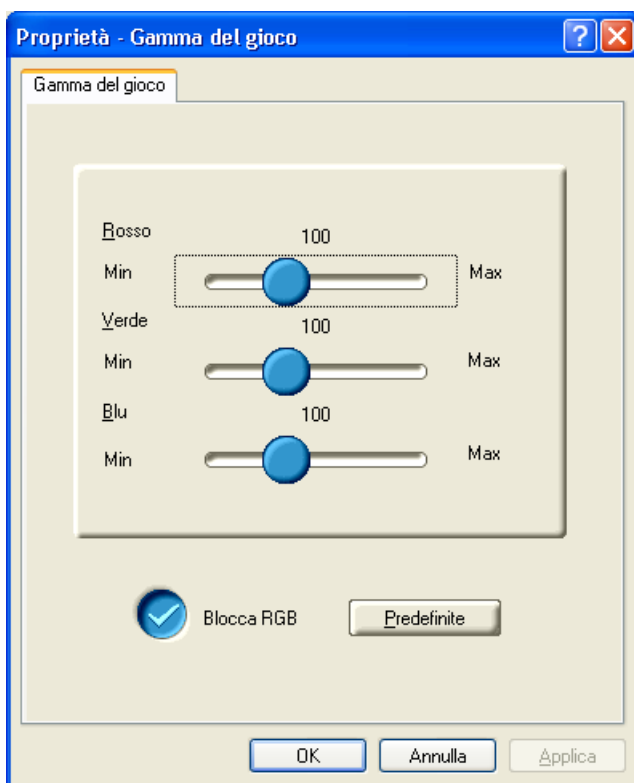 Proprietà - Gamma del gioco
Gamma del gioco
Rosso
100
Min
Max
Verde
100
Min
Max
Blu
100
Min
Max
Blocca RGB
Predefinite
OK
Annulla
Applica